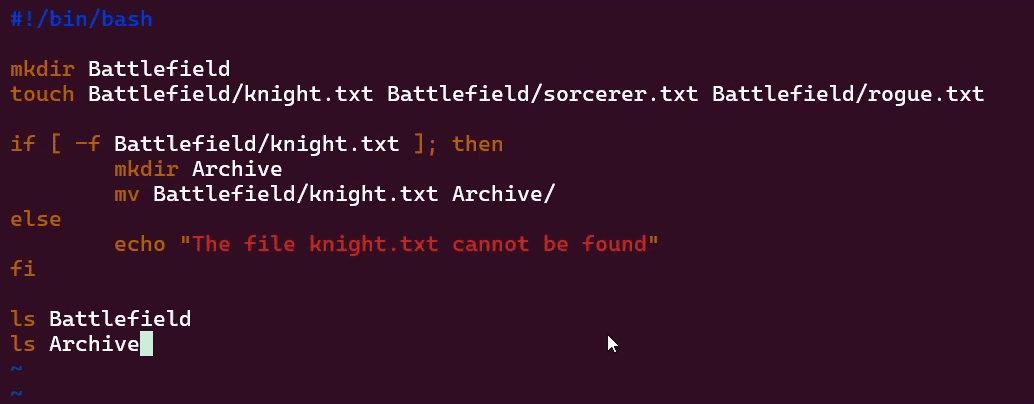 #!/bin/bash

mkdir Battlefield
touch Battlefield/knight.txt Battlefield/sorcerer.txt Battlefield/rogue.txt

if [ -f Battlefield/knight.txt ]; then
        mkdir Archive
        mv Battlefield/knight.txt Archive/
else
        echo "The file knight.txt cannot be found"
fi

ls Battlefield
ls Archive
~
~